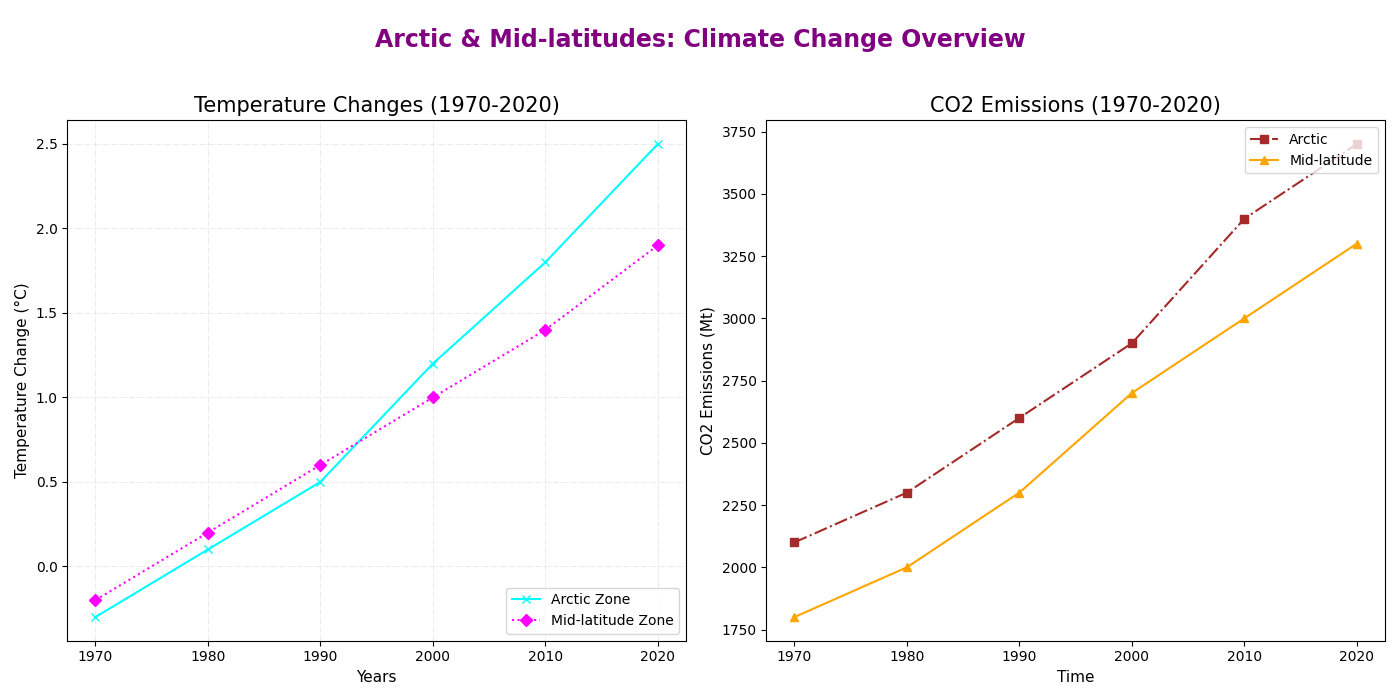 Arctic & Mid-latitudes: Climate Change Overview
Temperature Changes (1970-2020)
Temperature Change (°C)
2.5
2.0
1.5
1.0
0.5
0.0
Arctic Zone
Mid-latitude Zone
1970 1980 1990 2000 2010 2020
Years
CO2 Emissions (1970-2020)
CO2 Emissions (Mt)
3750
3500
3250
3000
2750
2500
2250
2000
1750
Arctic
Mid-latitude
1970 1980 1990 2000 2010 2020
Time